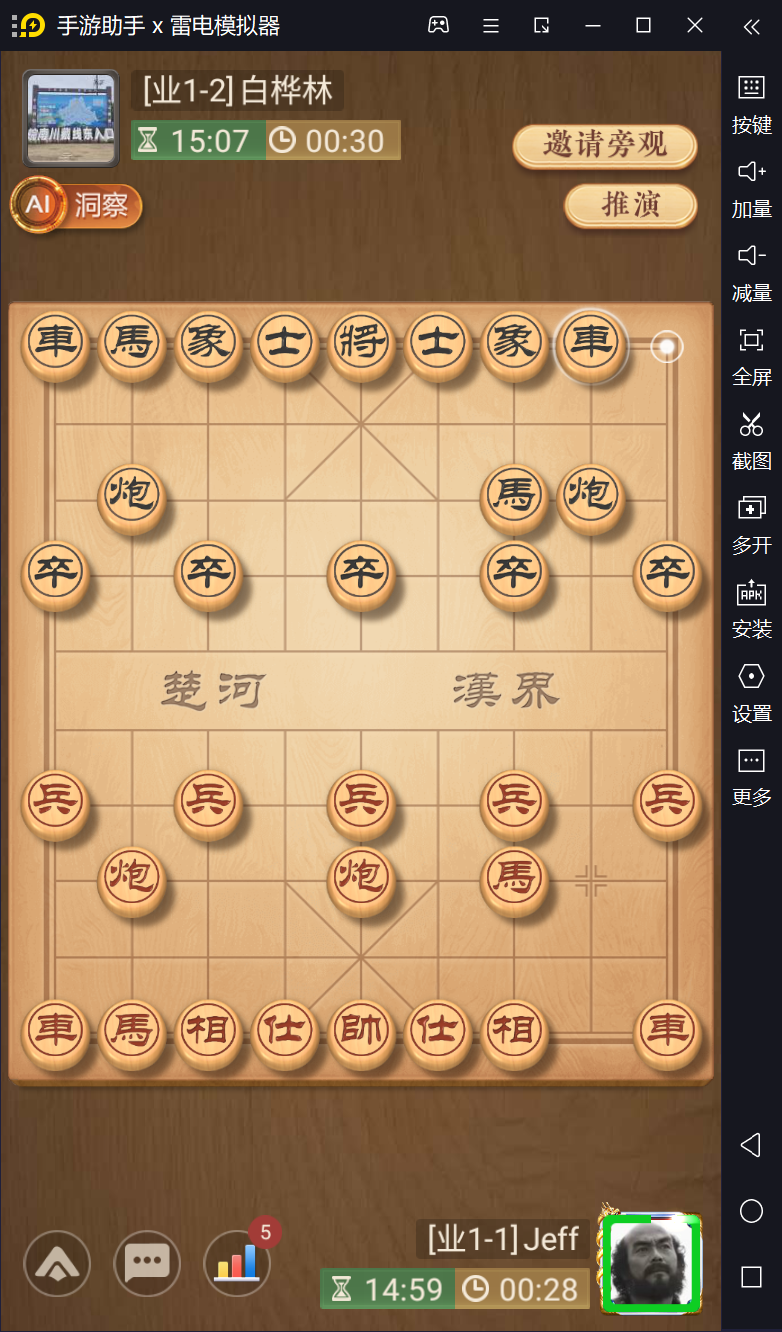 手游助手 x 雷电模拟器
[业1-2]白桦林
15:07 00:30
邀请旁观
推演
AI 洞察
按键
加量
减量
全屏
截图
多开
安装
设置
更多
APK
車 馬 象 士 將 士 象 車
炮 馬 炮
卒 卒 卒 卒 卒
楚河 漢界
兵 兵 兵 兵 兵
炮 炮 馬
車 馬 相 仕 帥 仕 相 車
5
[业1-1]Jeff
14:59 00:28